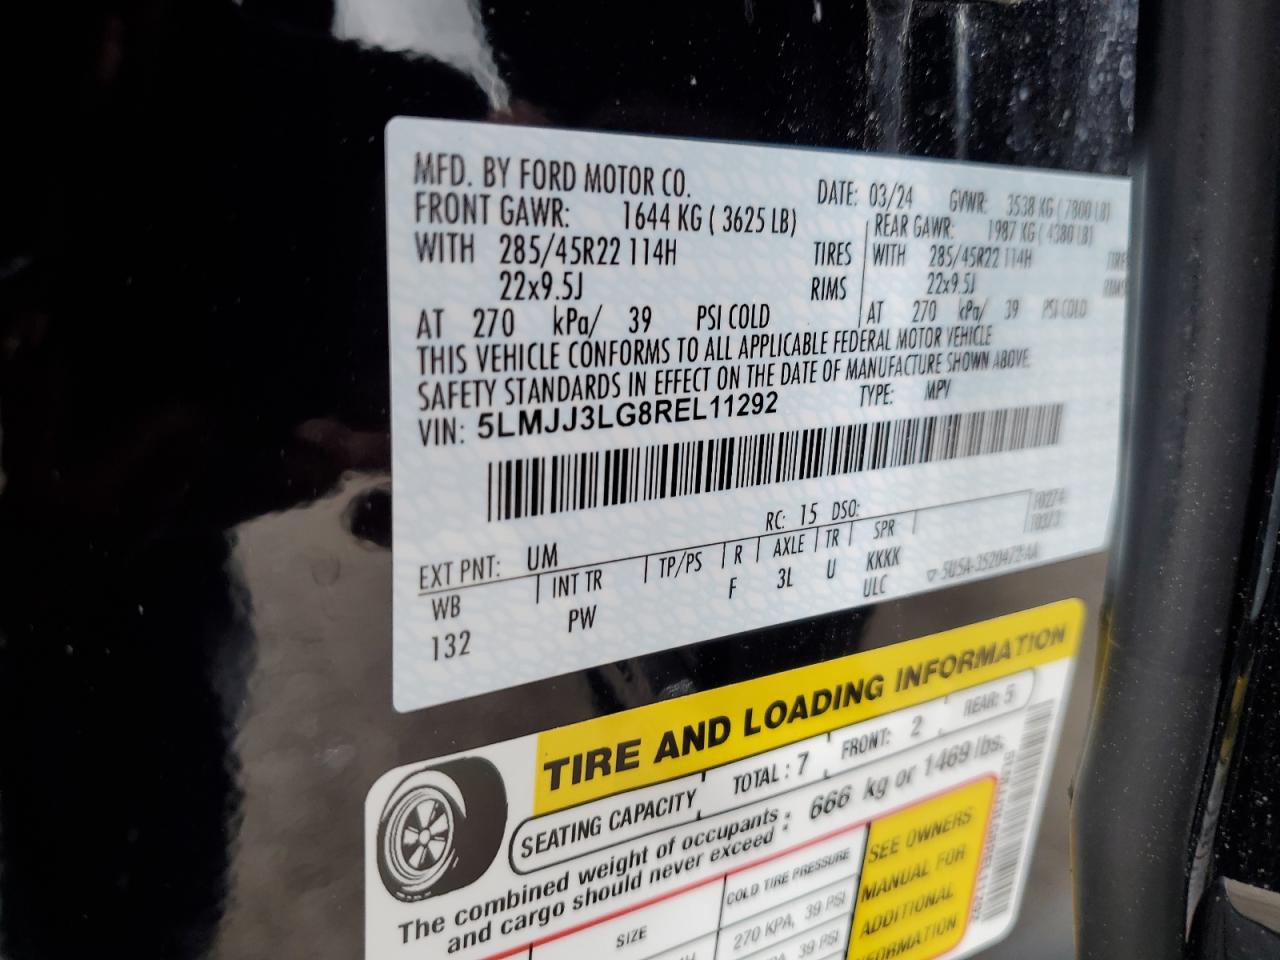 MFD. BY FORD MOTOR CO. DATE: 03/24 GVWR: 3538 KG ( 7800 LB)
FRONT GAWR: 1644 KG ( 3625 LB) REAR GAWR: 1987 KG ( 4380 LB)
WITH 285/45R22 114H TIRES WITH 285/45R22 114H TIRE
22x9.5J RIMS 22x9.5J RIMS
AT 270 kPa/ 39 PSI COLD AT 270 kPa/ 39 PSI COLD
THIS VEHICLE CONFORMS TO ALL APPLICABLE FEDERAL MOTOR VEHICLE
SAFETY STANDARDS IN EFFECT ON THE DATE OF MANUFACTURE SHOWN ABOVE.
VIN: 5LMJJ3LG8REL11292 TYPE: MPV
RC: 15 DSO:
EXT PNT: UM
WB INT TR TP/PS R AXLE TR SPR
132 PW F 3L U KKKK
ULC
TIRE AND LOADING INFORMATION
SEATING CAPACITY TOTAL : 7 FRONT: 2 REAR: 5
The combined weight of occupants
and cargo should never exceed : 666 kg or 1469 lbs.
SIZE COLD TIRE PRESSURE SEE OWNERS
270 KPA, 39 PSI MANUAL FOR
39 PSI ADDITIONAL